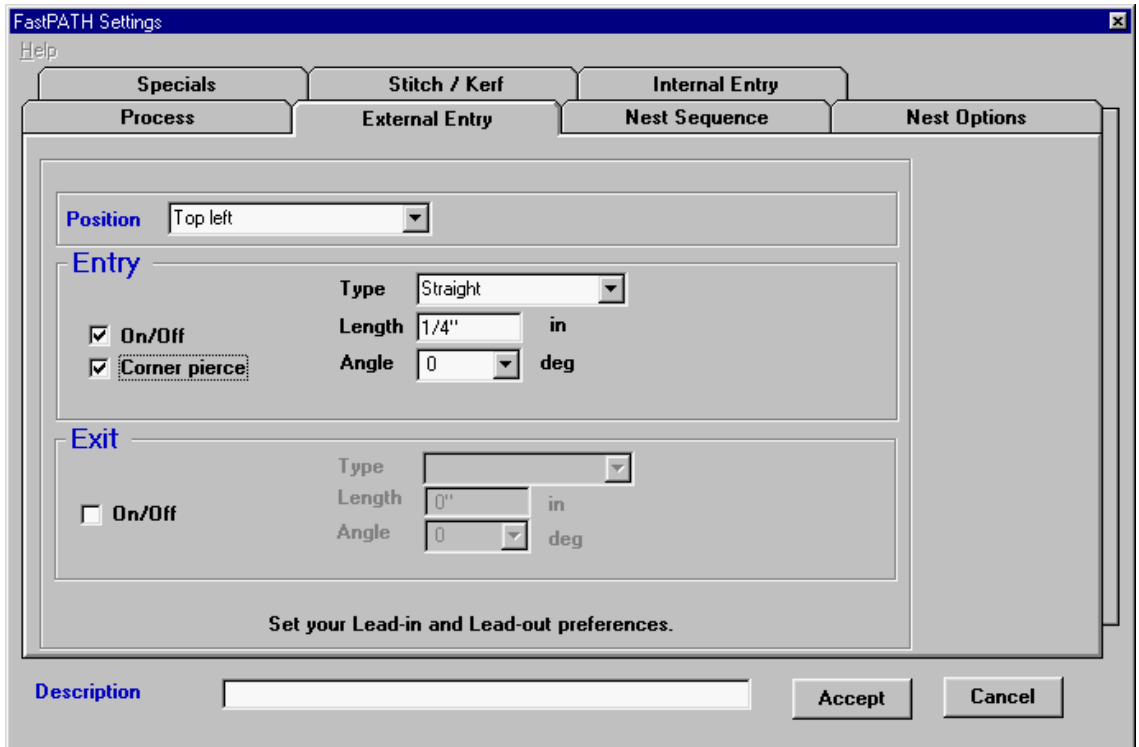 FastPATH Settings
Help
Specials Stitch / Kerf Internal Entry
Process External Entry Nest Sequence Nest Options
Position Top left
Entry
Type Straight
On/Off Length 1/4" in
Corner pierce Angle 0 deg
Exit
Type
Length 0" in
On/Off
Angle 0 deg
Set your Lead-in and Lead-out preferences.
Description Accept Cancel